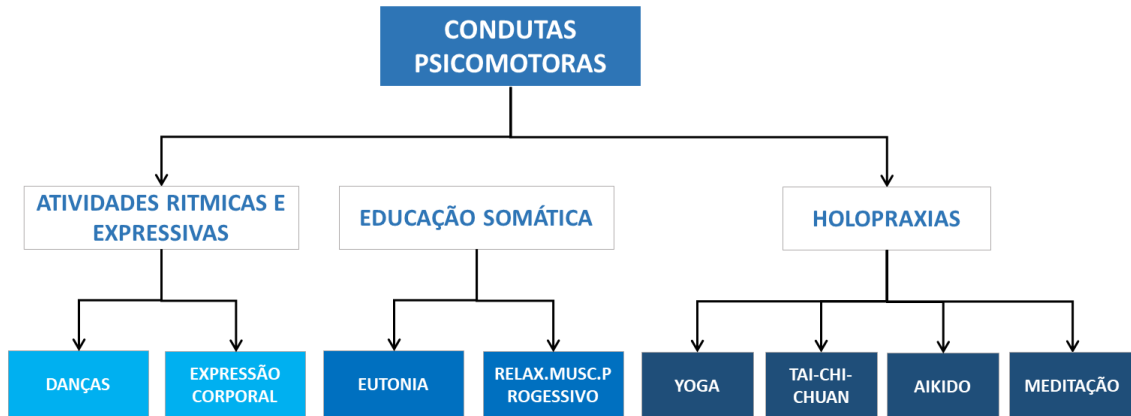 CONDUTAS
PSICOMOTORAS
ATIVIDADES RITMICAS E
EXPRESSIVAS
EDUCAÇÃO SOMÁTICA
HOLOPRAXIAS
DANÇAS
EXPRESSÃO
CORPORAL
EUTONIA
RELAX.MUSC.P
ROGESSIVO
YOGA
TAI-CHI-
CHUAN
AIKIDO
MEDITAÇÃO